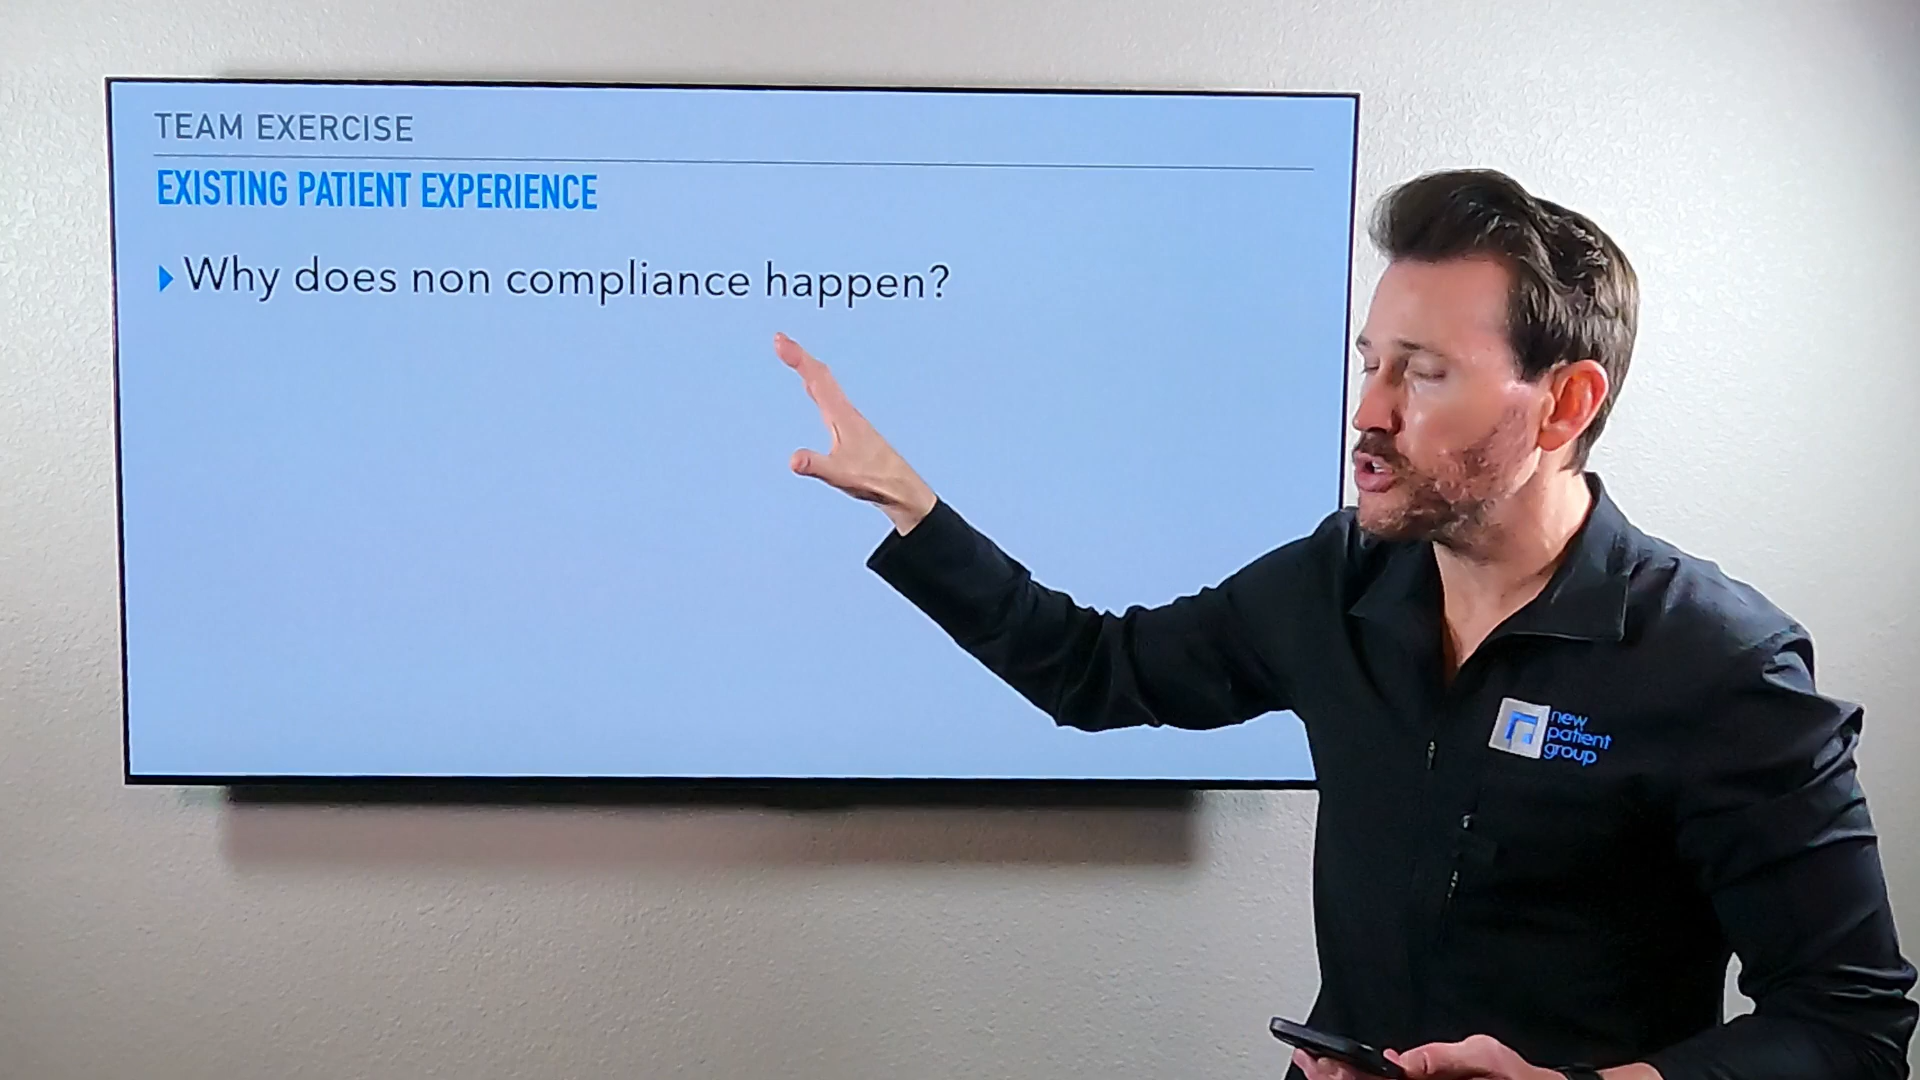 TEAM EXERCISE
EXISTING PATIENT EXPERIENCE
Why does non compliance happen?
new
patient
group